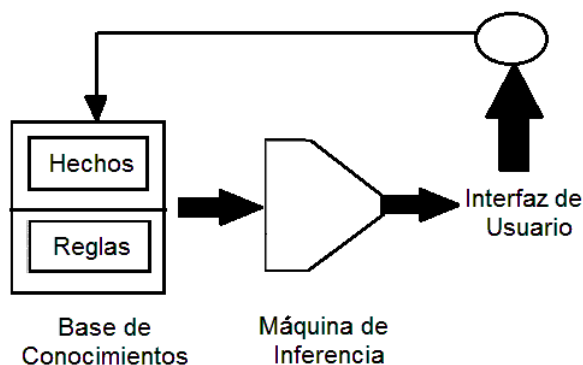 Hechos
Reglas
Base de
Conocimientos
Máquina de
Inferencia
Interfaz de
Usuario